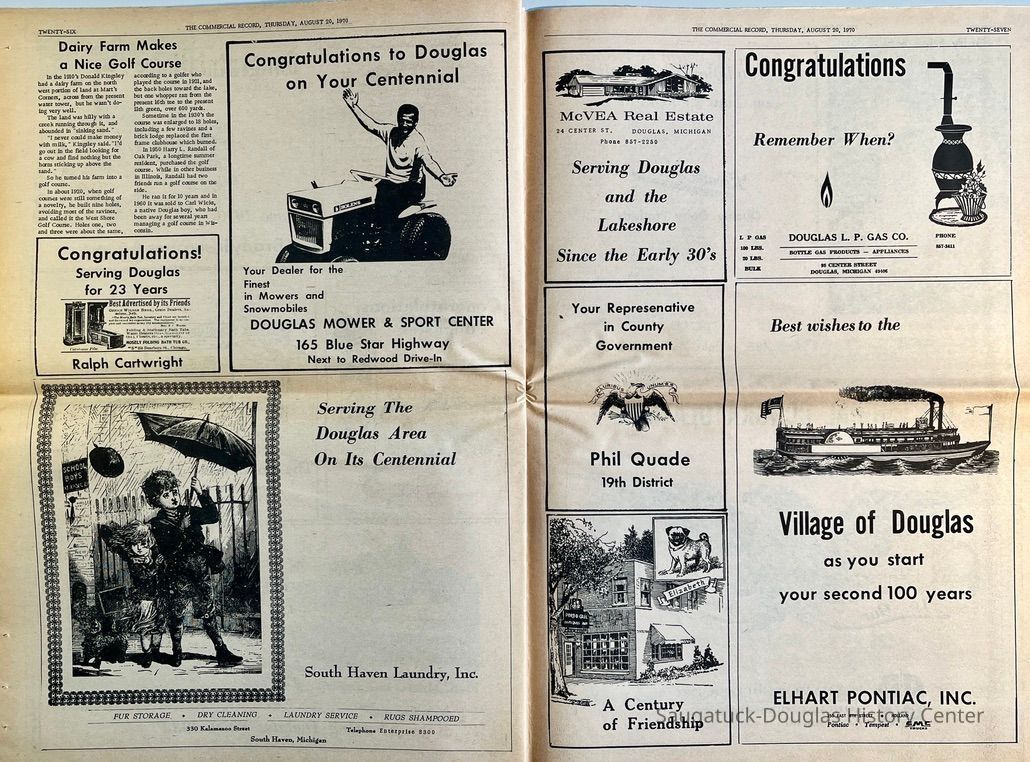 TWENTY-SIX
THE COMMERCIAL RECORD, THURSDAY, AUGUST 20, 1970
Dairy Farm Makes
a Nice Golf Course
In the 1910's Donald Kingsley
had a dairy farm on the north
west portion of land at Mart's
Corners, across from the present
water tower, but he wasn't do-
ing very well.
The land was hilly with a
creek running through it, and
abounded in "sinking sand."
"I never could make money
with milk," Kingsley said. "I'd
go out in the field looking for
a cow and find nothing but the
horns sticking up above the
sand."
So he turned his farm into a
golf course.
In about 1920, when golf
courses were still something of
a novelty, he built nine holes,
avoiding most of the ravines,
and called it the West Shore
Golf Course. Holes one, two
and three were about the same,
according to a golfer who
played the course in 1921, and
the back holes toward the lake,
but one whopper ran from the
present 16th tee to the present
12th green, over 600 yards.
Sometime in the 1930's the
course was enlarged to 18 holes,
including a few ravines and a
brick lodge replaced the first
frame clubhouse which burned.
In 1950 Harry L. Randall of
Oak Park, a longtime summer
resident, purchased the golf
course. While in other business
in Illinois, Randall had two
friends run a golf course on the
side.
He ran it for 10 years and in
1960 it was sold to Carl Wicks,
a native Douglas boy, who had
been away for several years
managing a golf course in Wis-
consin.
Congratulations to Douglas
on Your Centennial
BOLENS
Your Dealer for the
Finest
in Mowers and
Snowmobiles
DOUGLAS MOWER & SPORT CENTER
165 Blue Star Highway
Next to Redwood Drive-In
Congratulations!
Serving Douglas
for 23 Years
Best Advertised by its Friends
MOSELY FOLDING BATH TUB CO.
Ralph Cartwright
SCHOOL
BOYS
Serving The
Douglas Area
On Its Centennial
South Haven Laundry, Inc.
FUR STORAGE • DRY CLEANING • LAUNDRY SERVICE • RUGS SHAMPOOED
330 Kalamazoo Street
Telephone Enterprise 8300
South Haven, Michigan
THE COMMERCIAL RECORD, THURSDAY, AUGUST 20, 1970
TWENTY-SEVEN
McVEA Real Estate
24 CENTER ST. DOUGLAS, MICHIGAN
Phone 857-2250
Serving Douglas
and the
Lakeshore
Since the Early 30's
Congratulations
Remember When?
L P GAS
100 LBS.
20 LBS.
BULK
DOUGLAS L. P. GAS CO.
BOTTLE GAS PRODUCTS — APPLIANCES
95 CENTER STREET
DOUGLAS, MICHIGAN 49406
PHONE
857-3611
Your Represenative
in County
Government
PLURIBUS UNUM
Phil Quade
19th District
Best wishes to the
Village of Douglas
as you start
your second 100 years
ELHART PONTIAC, INC.
Pontiac • Tempest • GMC
Elizabeth
A Century
of Friendship
Saugatuck-Douglas History Center